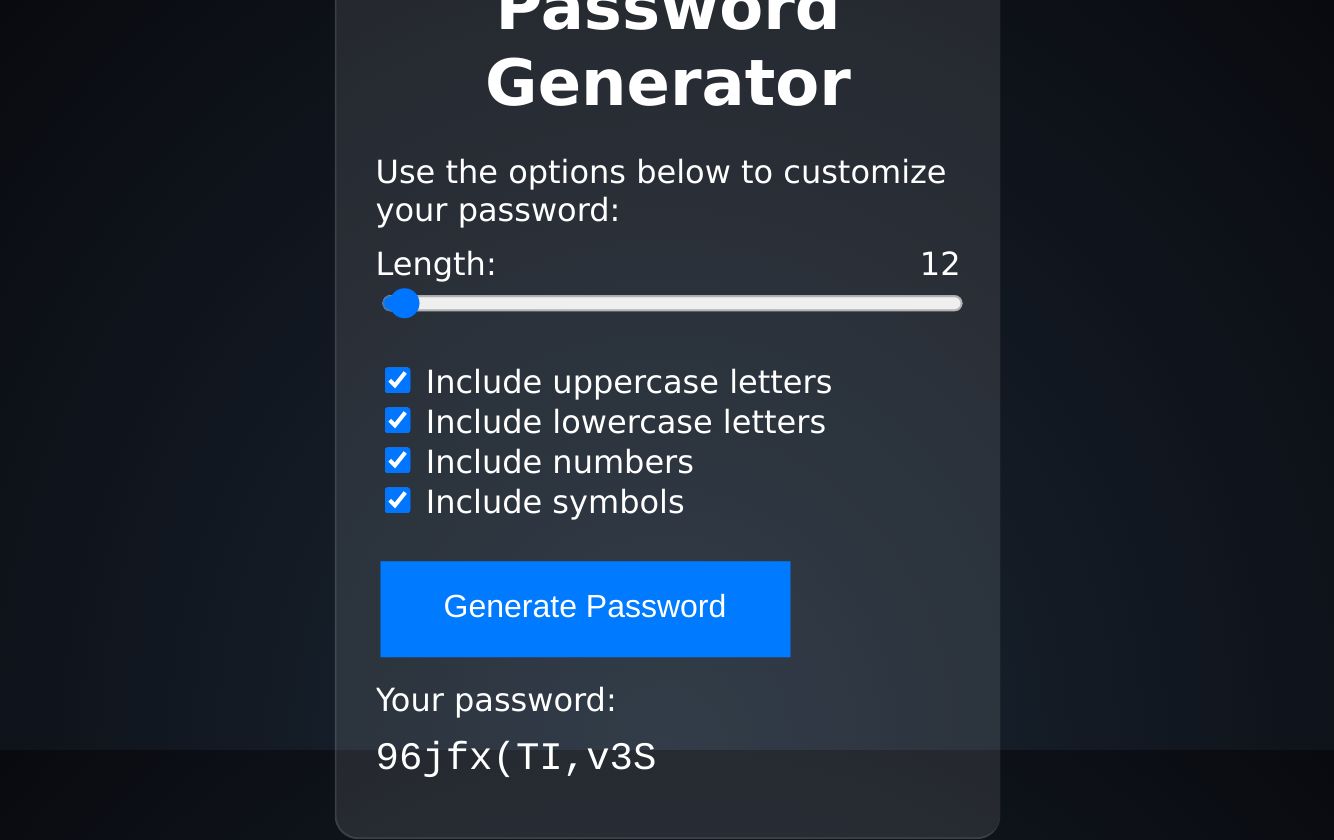 Password
Generator
Use the options below to customize
your password:
Length: 12
Include uppercase letters
Include lowercase letters
Include numbers
Include symbols
Generate Password
Your password:
96jfx(TI,v3S